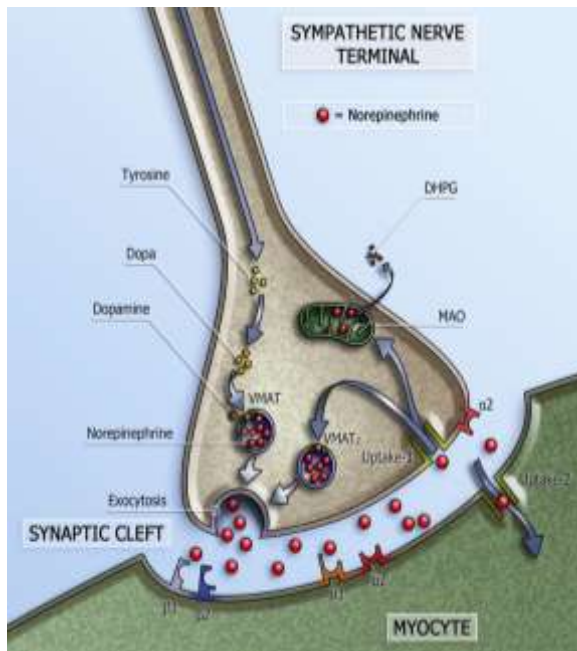 SYMPATHETIC NERVE
TERMINAL
= Norepinephrine
Tyrosine
DHPG
Dopa
Dopamine
MAO
VMAT
α2
Norepinephrine
VMAT₂
Uptake-1
Uptake-2
Exocytosis
SYNAPTIC CLEFT
β1
β2
α1
α2
MYOCYTE